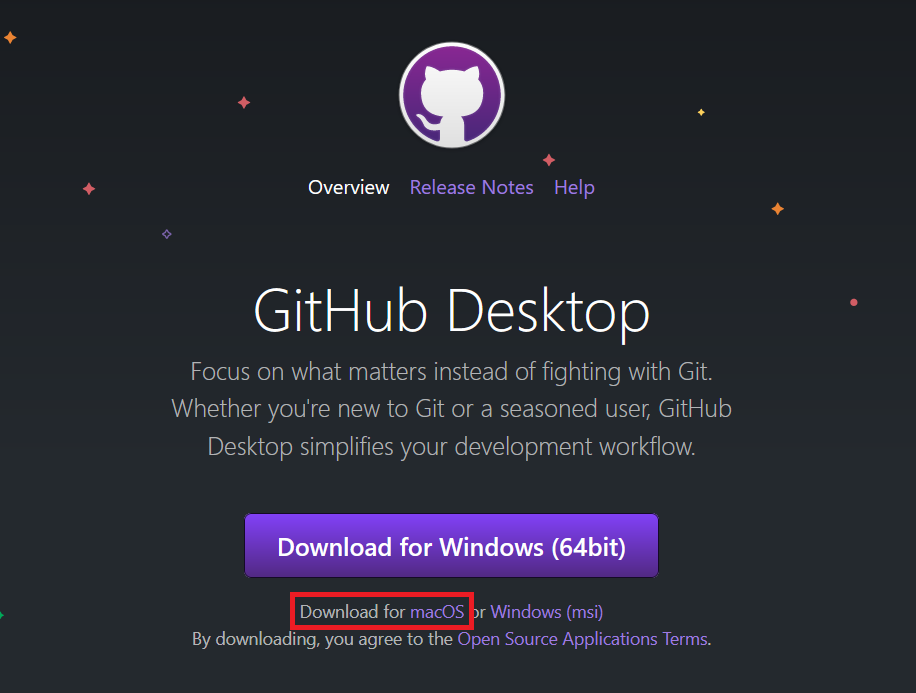 Overview Release Notes Help
GitHub Desktop
Focus on what matters instead of fighting with Git.
Whether you're new to Git or a seasoned user, GitHub
Desktop simplifies your development workflow.
Download for Windows (64bit)
Download for macOS or Windows (msi)
By downloading, you agree to the Open Source Applications Terms.